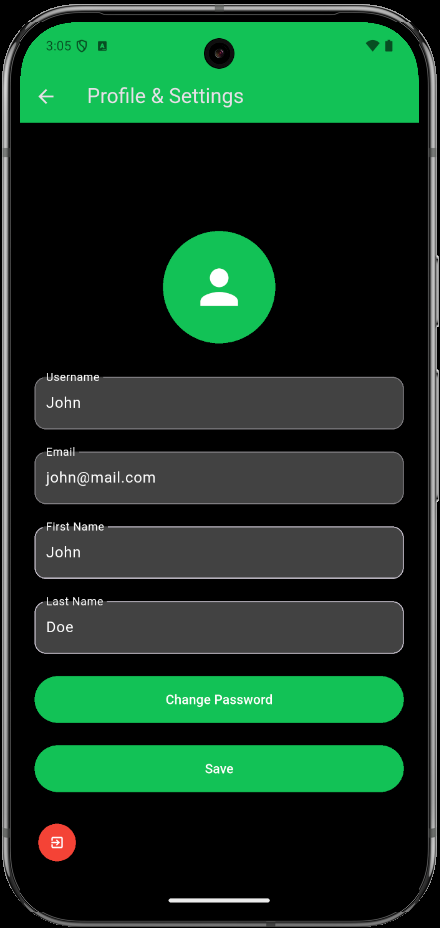 3:05
Profile & Settings
Username
John
Email
john@mail.com
First Name
John
Last Name
Doe
Change Password
Save